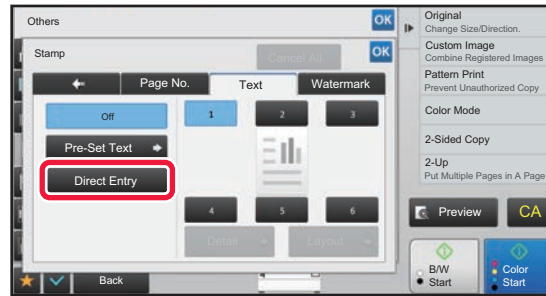 Others
OK
Stamp
Cancel All
OK
Page No.
Text
Watermark
Off
Pre-Set Text
Direct Entry
1
2
3
4
5
6
Detail
Layout
Back
Original
Change Size/Direction.
Custom Image
Combine Registered Images
Pattern Print
Prevent Unauthorized Copy
Color Mode
2-Sided Copy
2-Up
Put Multiple Pages in A Page
Preview
CA
B/W
Start
Color
Start